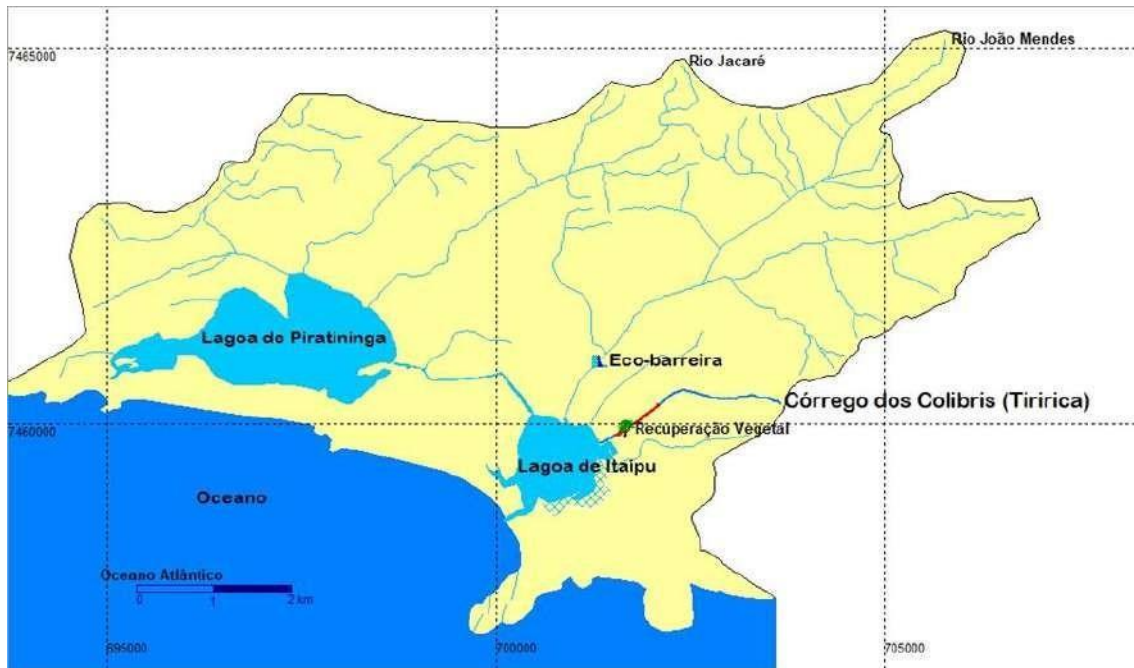 Rio João Mendes
7465000
Rio Jacaré
Lagoa de Piratininga
Eco-barreira
Córrego dos Colibris (Tiririca)
7460000
Recuperação Vegetal
Lagoa de Itaipu
Oceano
Oceano Atlântico
0 1 2 km
695000
700000
705000